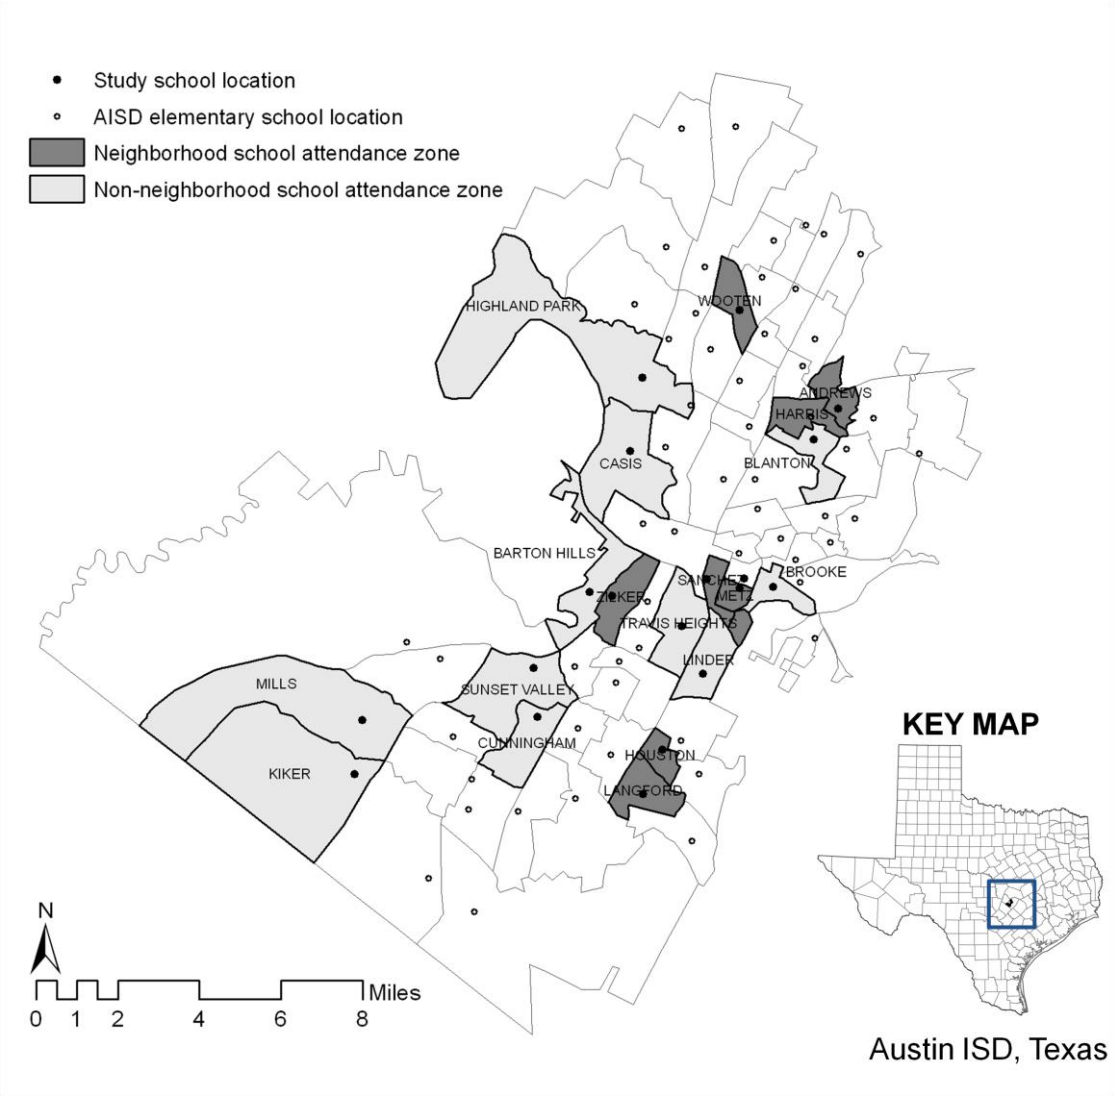 Study school location
AISD elementary school location
Neighborhood school attendance zone
Non-neighborhood school attendance zone
HIGHLAND PARK
WOOTEN
ANDREWS
HARRIS
CASIS
BLANTON
BARTON HILLS
BROOKE
SANCHEZ
ZILKER
METZ
TRAVIS HEIGHTS
LINDER
MILLS
SUNSET VALLEY
CUNNINGHAM
HOUSTON
KIKER
LANGFORD
KEY MAP
N
Miles
0 1 2 4 6 8
Austin ISD, Texas